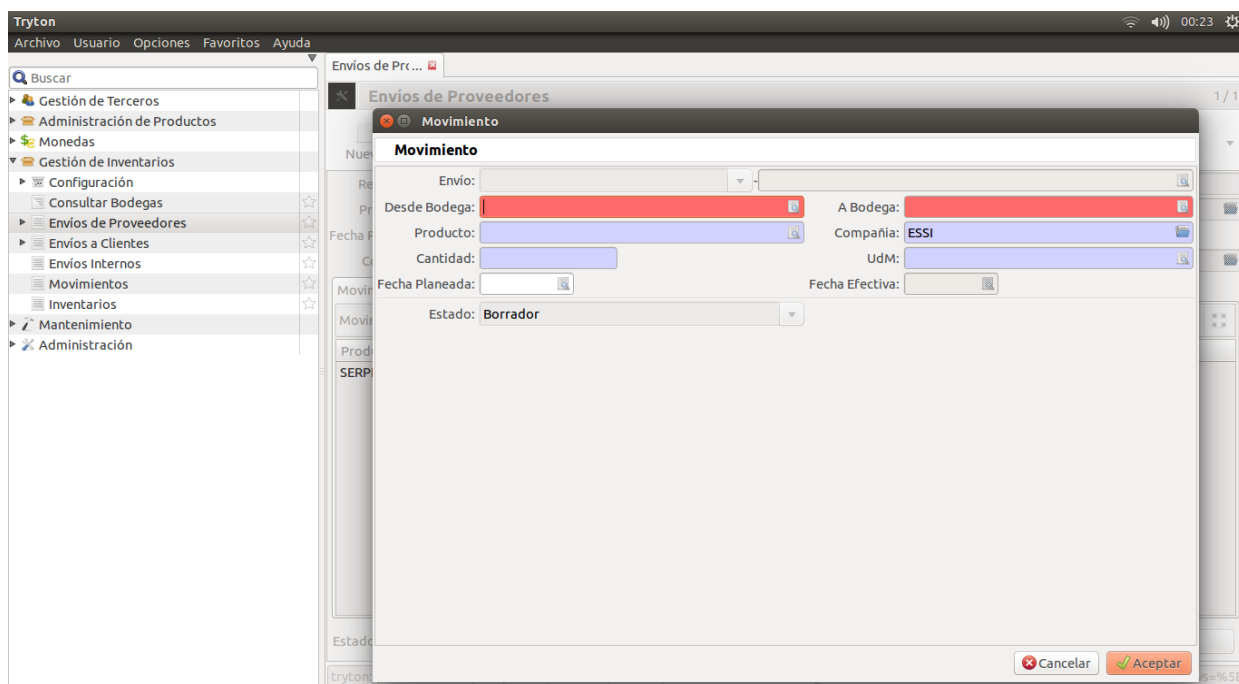 Tryton 00:23
Archivo Usuario Opciones Favoritos Ayuda
Buscar
Gestión de Terceros
Administración de Productos
Monedas
Gestión de Inventarios
Configuración
Consultar Bodegas
Envíos de Proveedores
Envíos a Clientes
Envíos Internos
Movimientos
Inventarios
Mantenimiento
Administración
Envíos de Prc...
Envíos de Proveedores 1 / 1
Movimiento
Movimiento
Envío: -
Desde Bodega: A Bodega:
Producto: Compañia: ESSI
Cantidad: UdM:
Fecha Planeada: Fecha Efectiva:
Estado: Borrador
Cancelar Aceptar